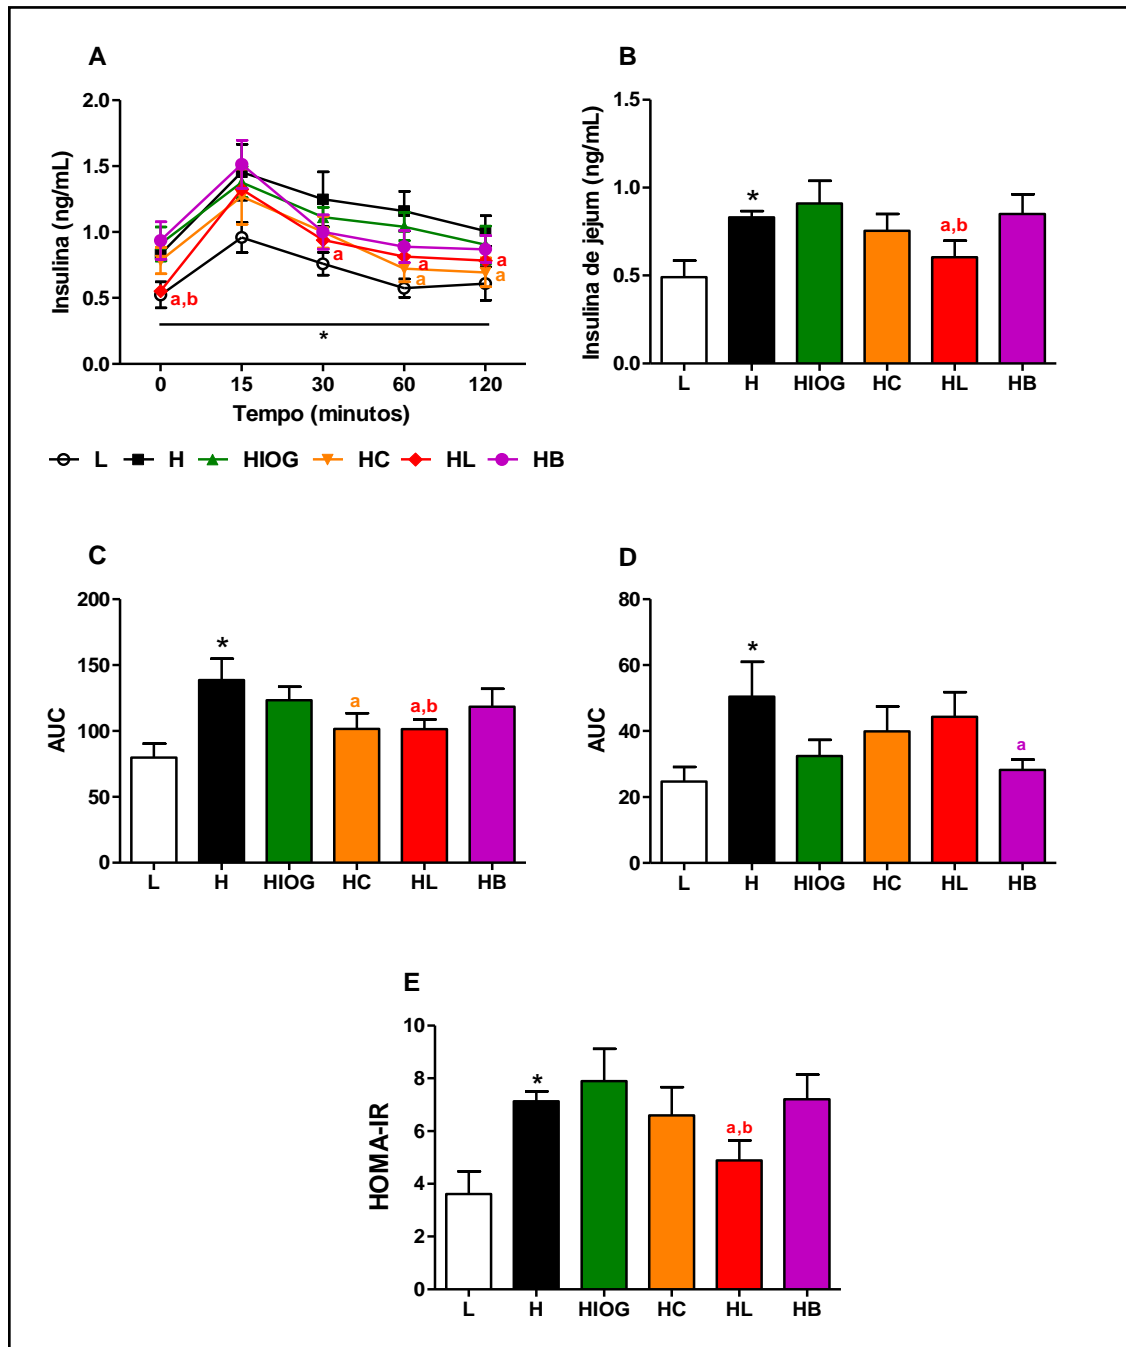 A
Insulina (ng/mL)
2.0
1.5
1.0
0.5
0.0
a,b
a
a
a
a
a
*
0 15 30 60 120
Tempo (minutos)
L H HIOG HC HL HB
B
Insulina de jejum (ng/mL)
1.5
1.0
0.5
0.0
*
a,b
L H HIOG HC HL HB
C
AUC
200
150
100
50
0
*
a
a,b
L H HIOG HC HL HB
D
AUC
80
60
40
20
0
*
a
L H HIOG HC HL HB
E
HOMA-IR
10
8
6
4
2
0
*
a,b
L H HIOG HC HL HB